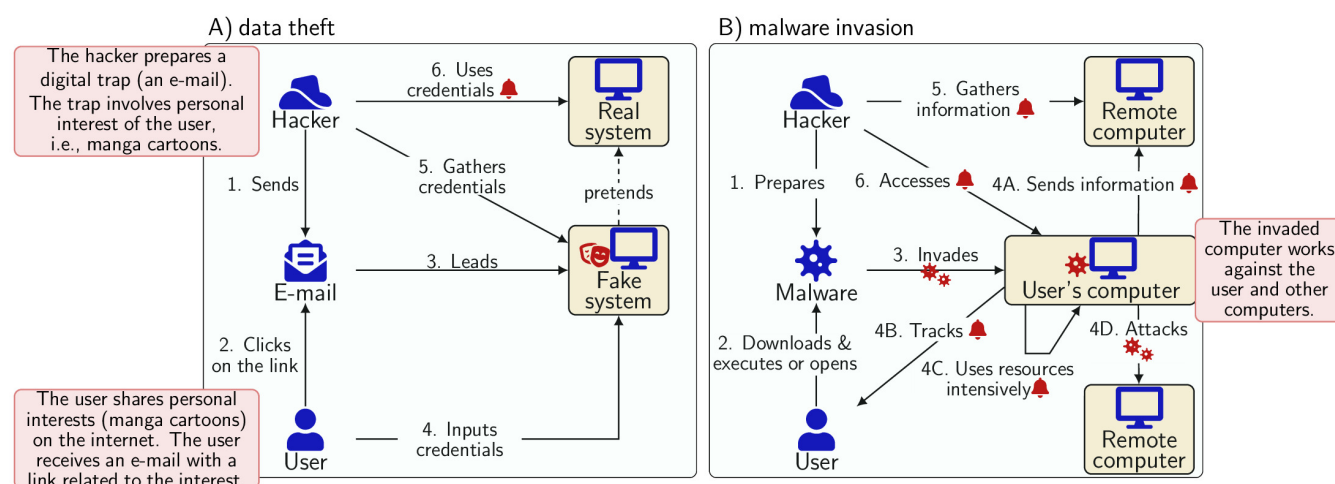 A) data theft
The hacker prepares a
digital trap (an e-mail).
The trap involves personal
interest of the user,
i.e., manga cartoons.
Hacker
6. Uses
credentials
Real
system
1. Sends
5. Gathers
credentials
pretends
E-mail
3. Leads
Fake
system
2. Clicks
on the link
The user shares personal
interests (manga cartoons)
on the internet. The user
receives an e-mail with a
link related to the interest.
User
4. Inputs
credentials
B) malware invasion
Hacker
5. Gathers
information
Remote
computer
1. Prepares
6. Accesses
4A. Sends information
Malware
3. Invades
User's computer
The invaded
computer works
against the
user and other
computers.
2. Downloads &
executes or opens
4B. Tracks
4C. Uses resources
intensively
4D. Attacks
User
Remote
computer